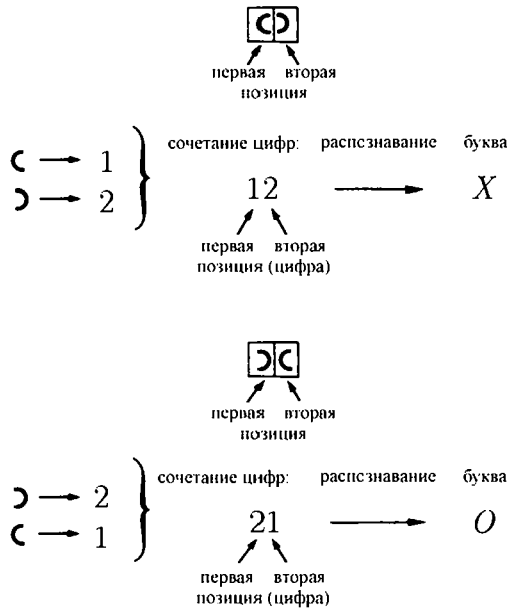 первая вторая
позиция
сочетание цифр: распознавание буква
1
2
12
X
первая вторая
позиция (цифра)
первая вторая
позиция
сочетание цифр: распознавание буква
2
1
21
O
первая вторая
позиция (цифра)